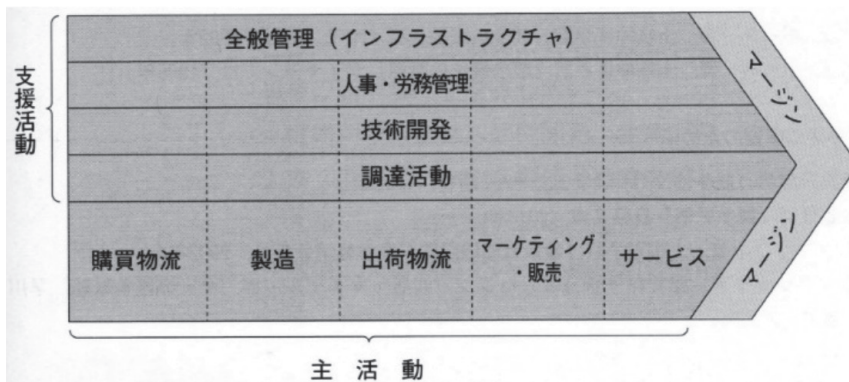 全般管理(インフラストラクチャ)
人事・労務管理
技術開発
調達活動
支援活動
購買物流
製造
出荷物流
マーケティング
・販売
サービス
マージン
マージン
主活動